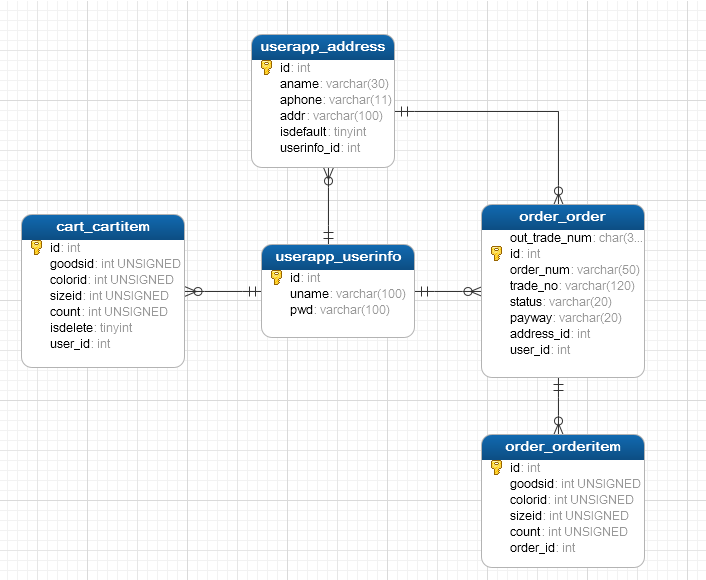 userapp_address
id: int
aname: varchar(30)
aphone: varchar(11)
addr: varchar(100)
isdefault: tinyint
userinfo_id: int
cart_cartitem
id: int
goodsid: int UNSIGNED
colorid: int UNSIGNED
sizeid: int UNSIGNED
count: int UNSIGNED
isdelete: tinyint
user_id: int
userapp_userinfo
id: int
uname: varchar(100)
pwd: varchar(100)
order_order
out_trade_num: char(3...
id: int
order_num: varchar(50)
trade_no: varchar(120)
status: varchar(20)
payway: varchar(20)
address_id: int
user_id: int
order_orderitem
id: int
goodsid: int UNSIGNED
colorid: int UNSIGNED
sizeid: int UNSIGNED
count: int UNSIGNED
order_id: int